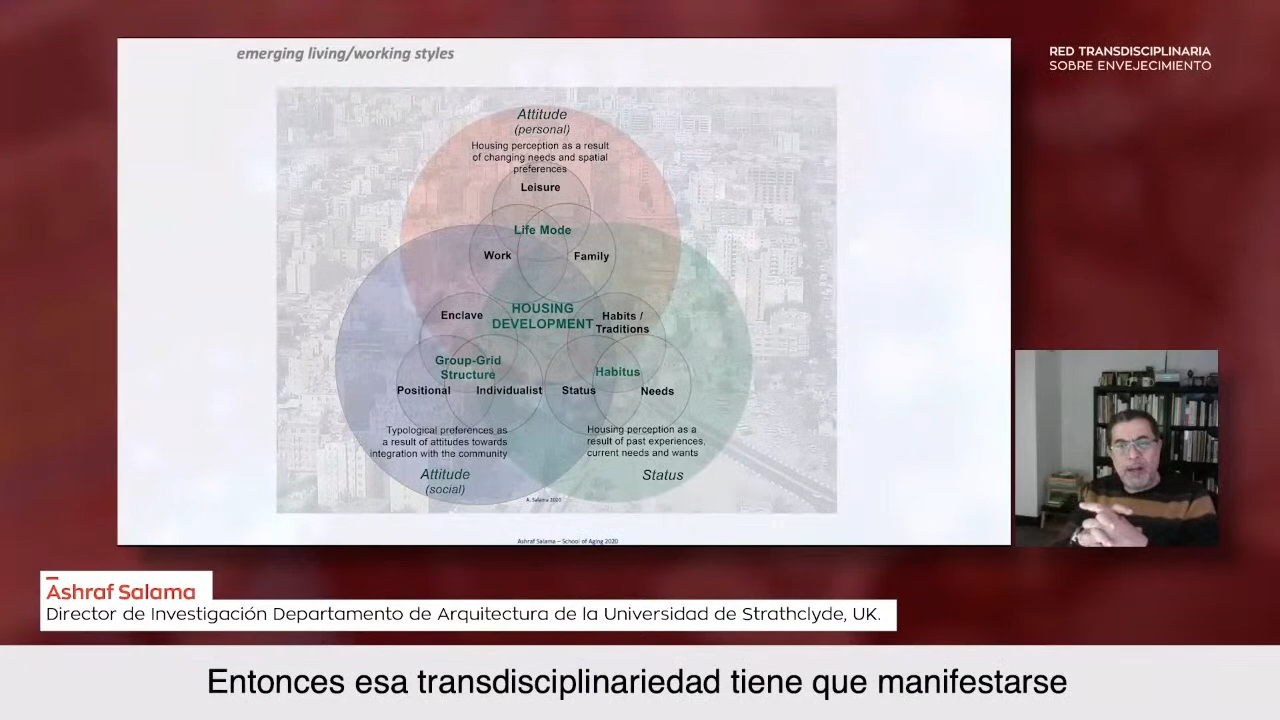 emerging living/working styles
RED TRANSDISCIPLINARIA
SOBRE ENVEJECIMIENTO
Attitude
(personal)
Housing perception as a result
of changing needs and spatial
preferences
Leisure
Life Mode
Work
Family
HOUSING
DEVELOPMENT
Enclave
Habits /
Traditions
Group-Grid
Structure
Habitus
Positional
Individualist
Status
Needs
Typological preferences as
a result of attitudes towards
integration with the community
Housing perception as a
result of past experiences,
current needs and wants
Attitude
(social)
Status
A. Salama 2020
Ashraf Salama – School of Aging 2020
Ashraf Salama
Director de Investigación Departamento de Arquitectura de la Universidad de Strathclyde, UK.
Entonces esa transdisciplinariedad tiene que manifestarse